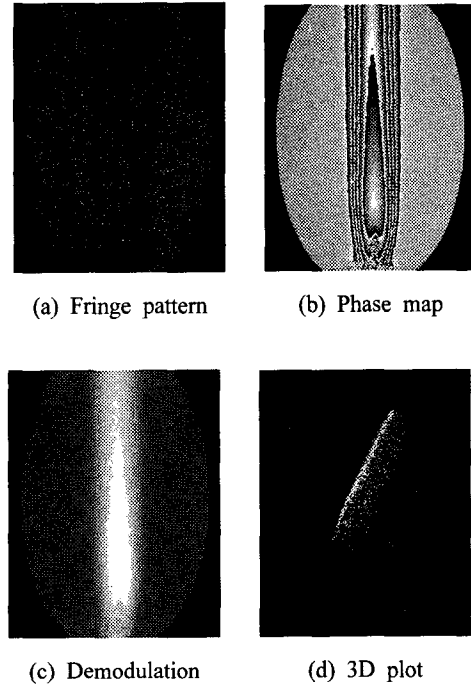 (a) Fringe pattern
(b) Phase map
(c) Demodulation
(d) 3D plot